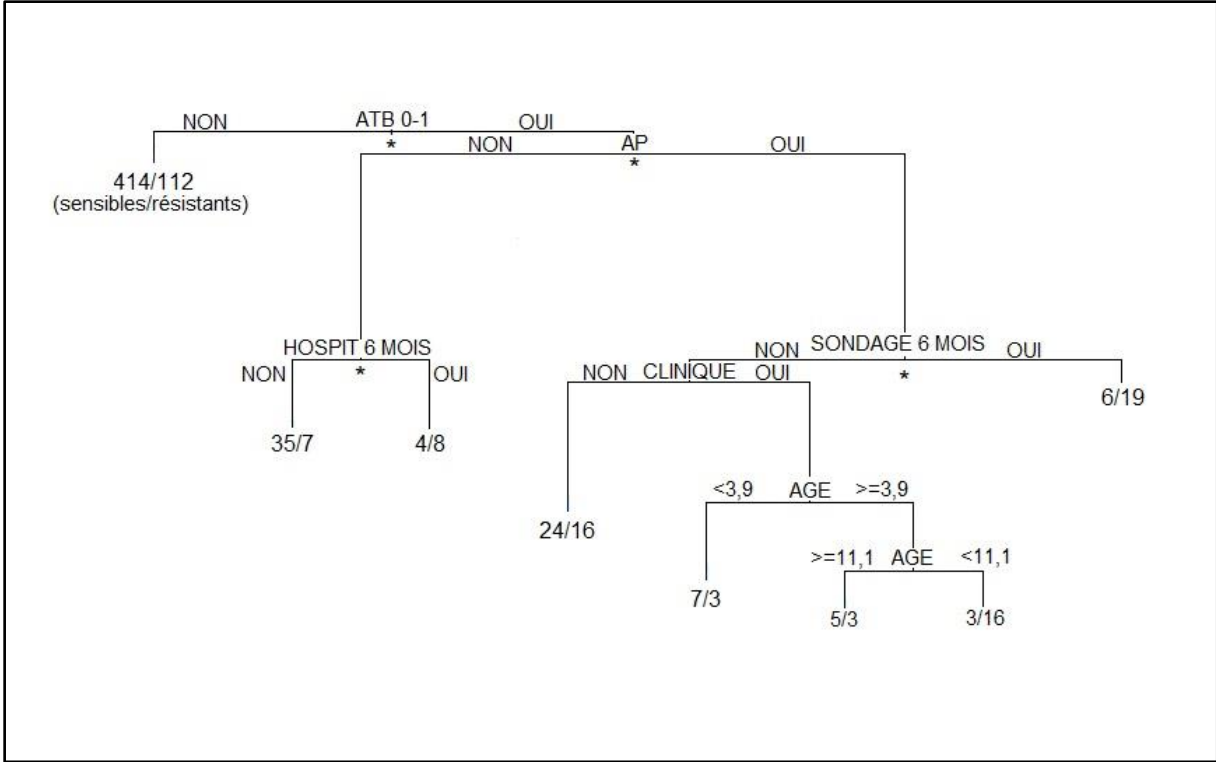 NON ATB 0-1 OUI
* NON AP OUI
*
414/112
(sensibles/résistants)
HOSPIT 6 MOIS
NON * OUI
35/7 4/8
NON SONDAGE 6 MOIS OUI
*
NON CLINIQUE OUI
6/19
24/16
<3,9 AGE >=3,9
7/3
>=11,1 AGE <11,1
5/3 3/16